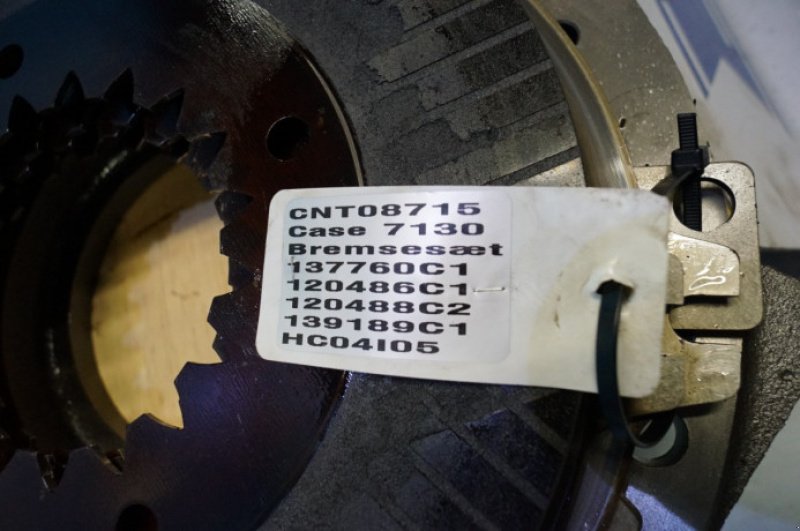 CNT08715
Case 7130
Bremsesæt
137760C1
120486C1
120488C2
139189C1
HC04I05